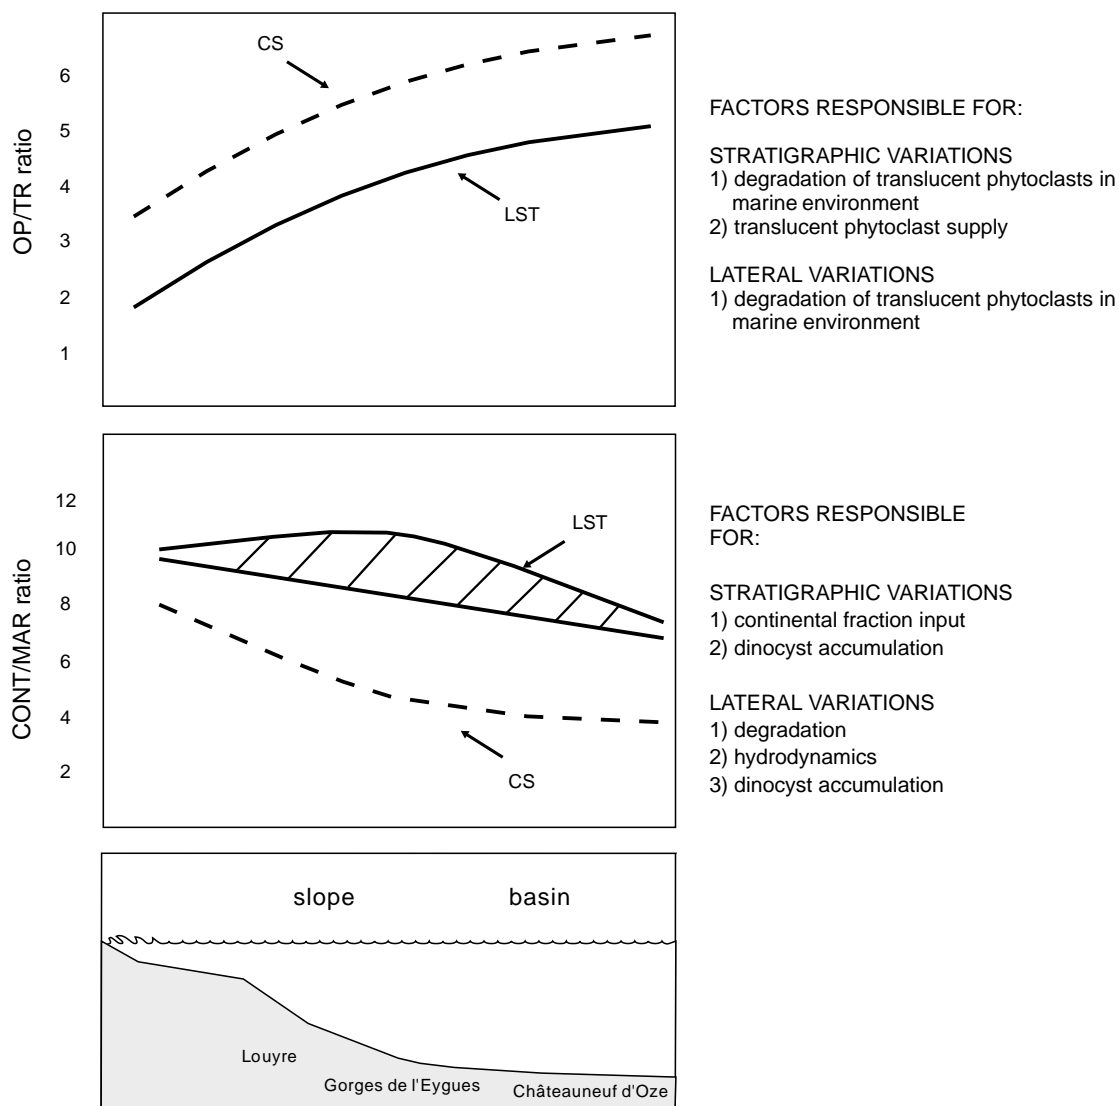 CS
6
5
4
3
2
1
OP/TR ratio
LST
FACTORS RESPONSIBLE FOR:
STRATIGRAPHIC VARIATIONS
1) degradation of translucent phytoclasts in
marine environment
2) translucent phytoclast supply
LATERAL VARIATIONS
1) degradation of translucent phytoclasts in
marine environment
12
10
8
6
4
2
CONT/MAR ratio
LST
CS
FACTORS RESPONSIBLE
FOR:
STRATIGRAPHIC VARIATIONS
1) continental fraction input
2) dinocyst accumulation
LATERAL VARIATIONS
1) degradation
2) hydrodynamics
3) dinocyst accumulation
slope basin
Louyre
Gorges de l'Eygues
Châteauneuf d'Oze